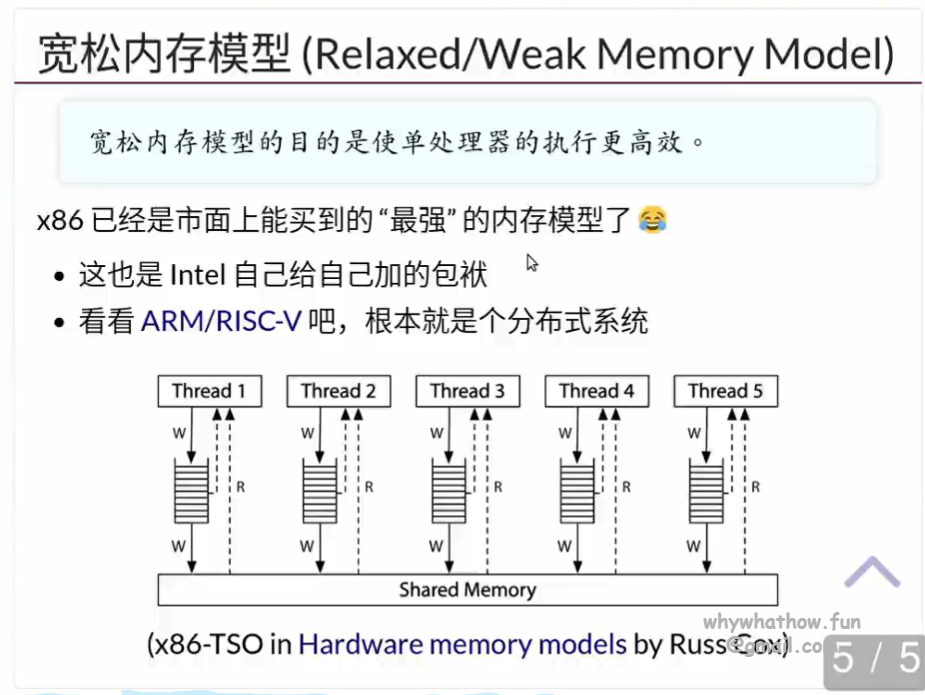 宽松内存模型 (Relaxed/Weak Memory Model)
宽松内存模型的目的是使单处理器的执行更高效。
x86 已经是市面上能买到的 “最强” 的内存模型了 😂
• 这也是 Intel 自己给自己加的包袱
• 看看 ARM/RISC-V 吧，根本就是个分布式系统
Thread 1 Thread 2 Thread 3 Thread 4 Thread 5
W W W W W
R R R R R
W W W W W
Shared Memory
whywhathow.fun
(x86-TSO in Hardware memory models by Russ Cox)
@gmail.com
5 / 5